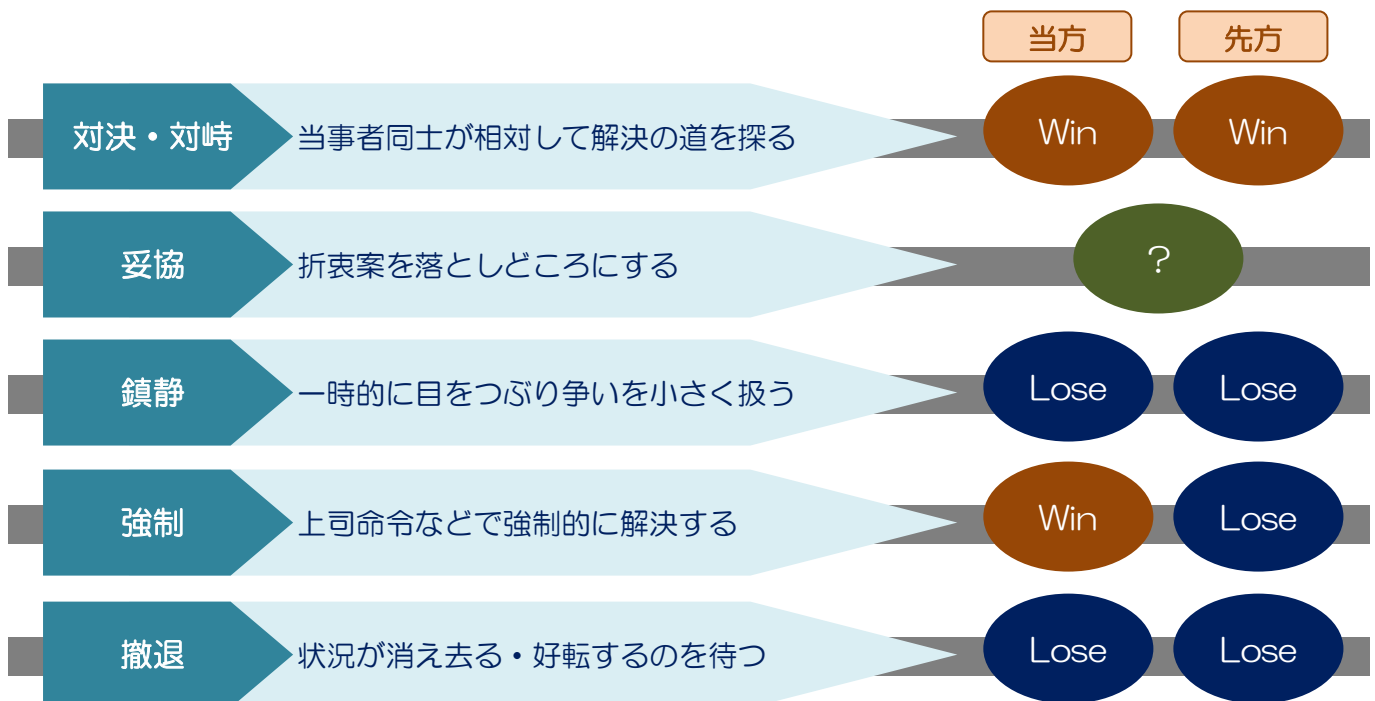 当方
先方
対決・対峙
当事者同士が相対して解決の道を探る
Win
Win
妥協
折衷案を落としどころにする
?
鎮静
一時的に目をつぶり争いを小さく扱う
Lose
Lose
強制
上司命令などで強制的に解決する
Win
Lose
撤退
状況が消え去る・好転するのを待つ
Lose
Lose